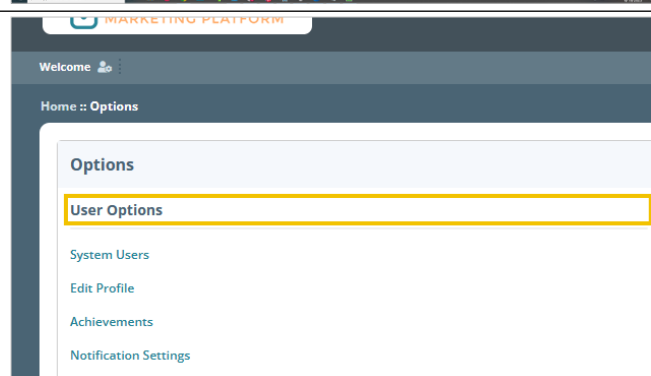 MARKETING PLATFORM
Welcome
Home :: Options
Options
User Options
System Users
Edit Profile
Achievements
Notification Settings